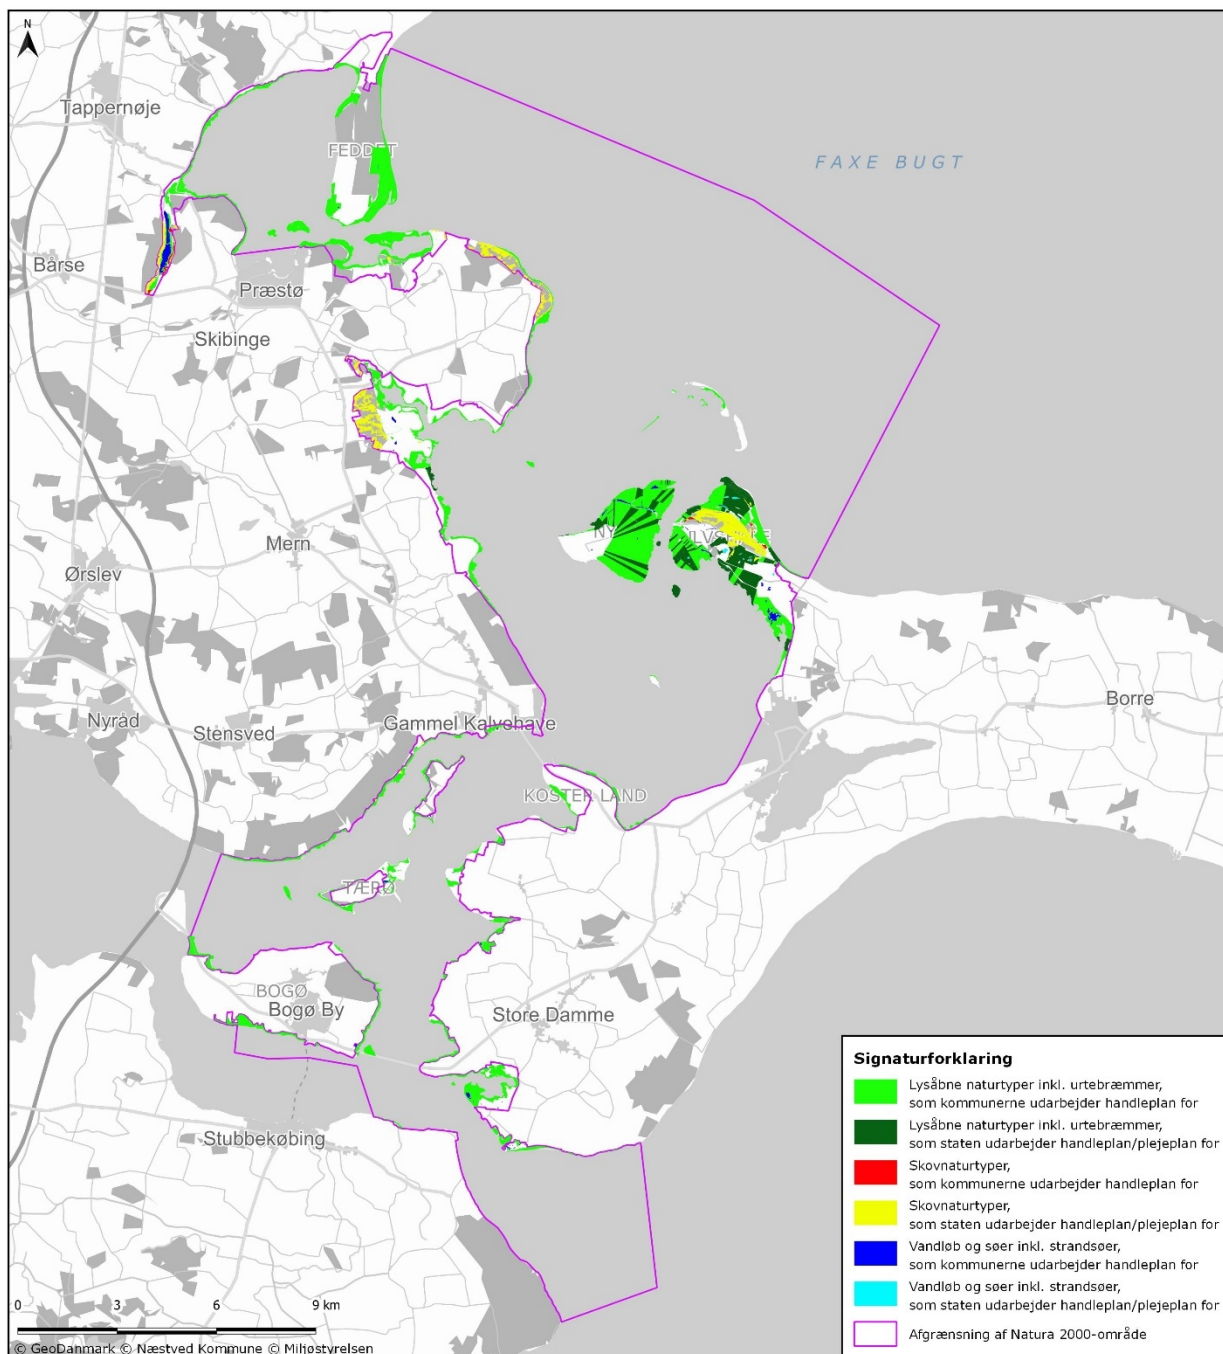 N
Tappernøje
FAXE BUGT
FEDDET
Bårse
Præstø
Skibinge
NY
Mern
Ørslev
Nyråd
Stensved
Gammel Kalvehave
Borre
KOSTER LAND
TÆRØ
BOGØ
Bogø By
Store Damme
Stubbekøbing
Signaturforklaring
Lysåbne naturtyper inkl. urtebræmmer,
som kommunerne udarbejder handleplan for
Lysåbne naturtyper inkl. urtebræmmer,
som staten udarbejder handleplan/plejeplan for
Skovnaturtyper,
som kommunerne udarbejder handleplan for
Skovnaturtyper,
som staten udarbejder handleplan/plejeplan for
Vandløb og søer inkl. strandsøer,
som kommunerne udarbejder handleplan for
Vandløb og søer inkl. strandsøer,
som staten udarbejder handleplan/plejeplan for
Afgrænsning af Natura 2000-område
0 3 6 9 km
© GeoDanmark © Næstved Kommune © Miljøstyrelsen